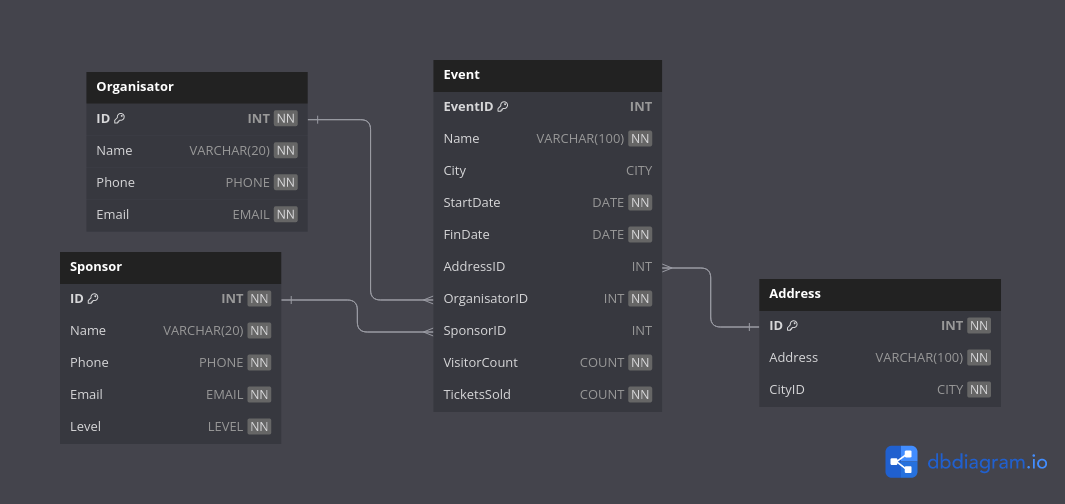 Organisator
ID INT NN
Name VARCHAR(20) NN
Phone PHONE NN
Email EMAIL NN
Sponsor
ID INT NN
Name VARCHAR(20) NN
Phone PHONE NN
Email EMAIL NN
Level LEVEL NN
Event
EventID INT
Name VARCHAR(100) NN
City CITY
StartDate DATE NN
FinDate DATE NN
AddressID INT
OrganisatorID INT NN
SponsorID INT
VisitorCount COUNT NN
TicketsSold COUNT NN
Address
ID INT NN
Address VARCHAR(100) NN
CityID CITY NN
dbdiagram.io